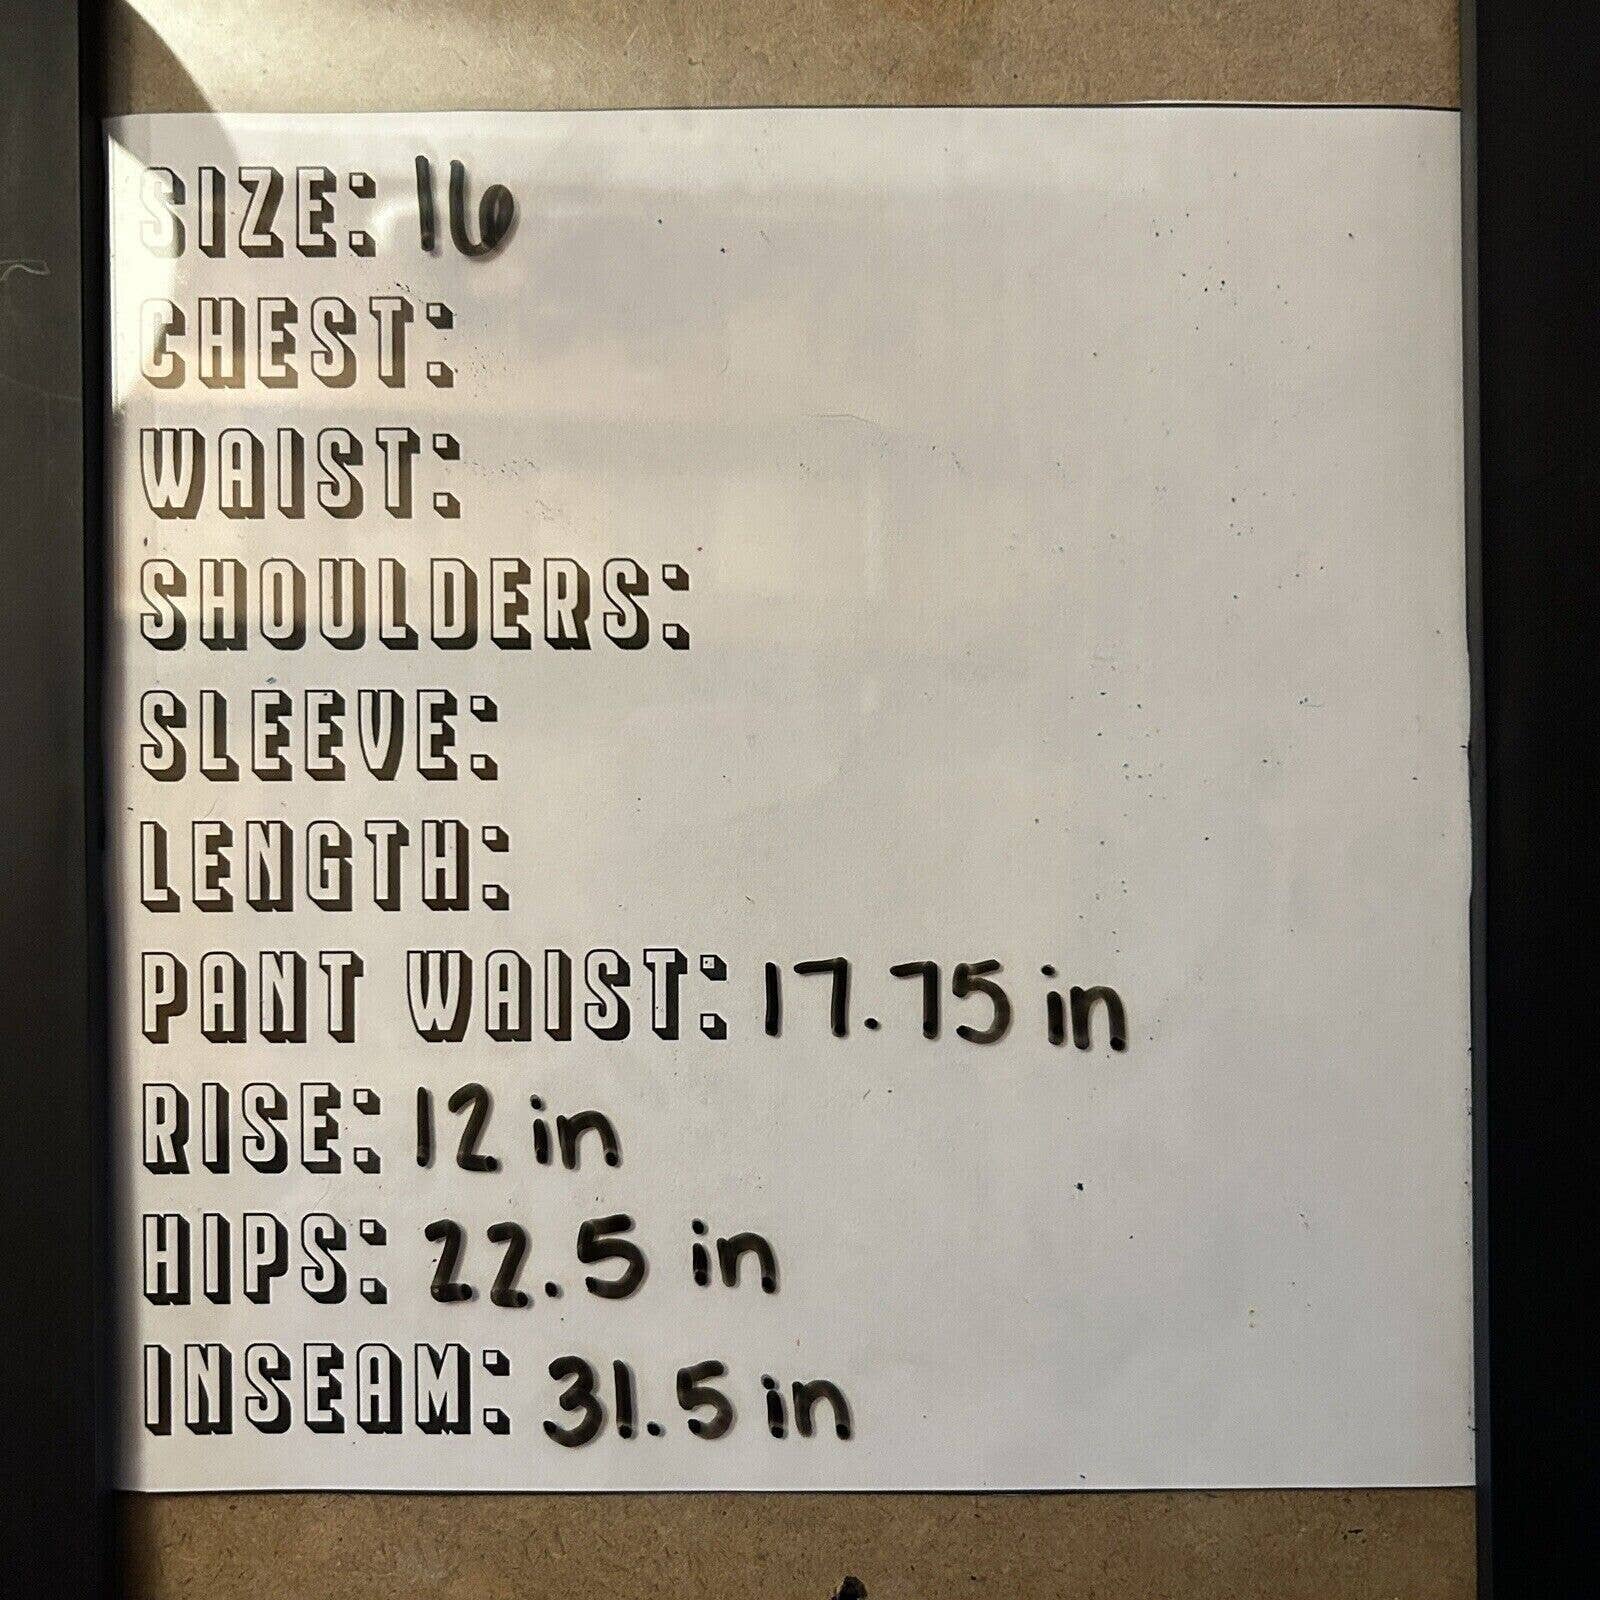 SIZE: 16
CHEST:
WAIST:
SHOULDERS:
SLEEVE:
LENGTH:
PANT WAIST: 17.75 in
RISE: 12 in
HIPS: 22.5 in
INSEAM: 31.5 in